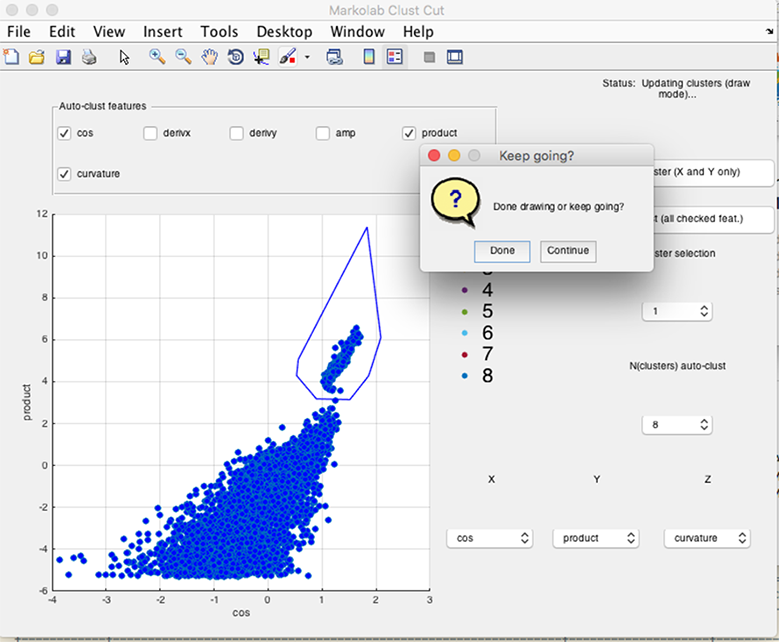 Markolab Clust Cut
File Edit View Insert Tools Desktop Window Help
Status: Updating clusters (draw
mode)...
Auto-clust features
cos derivx derivy amp product
curvature
Keep going?
Done drawing or keep going?
Done Continue
ster (X and Y only)
t (all checked feat.)
ster selection
1
N(clusters) auto-clust
8
4
5
6
7
8
X Y Z
cos product curvature
12
10
8
6
4
2
0
-2
-4
-6
product
-4 -3 -2 -1 0 1 2 3
cos